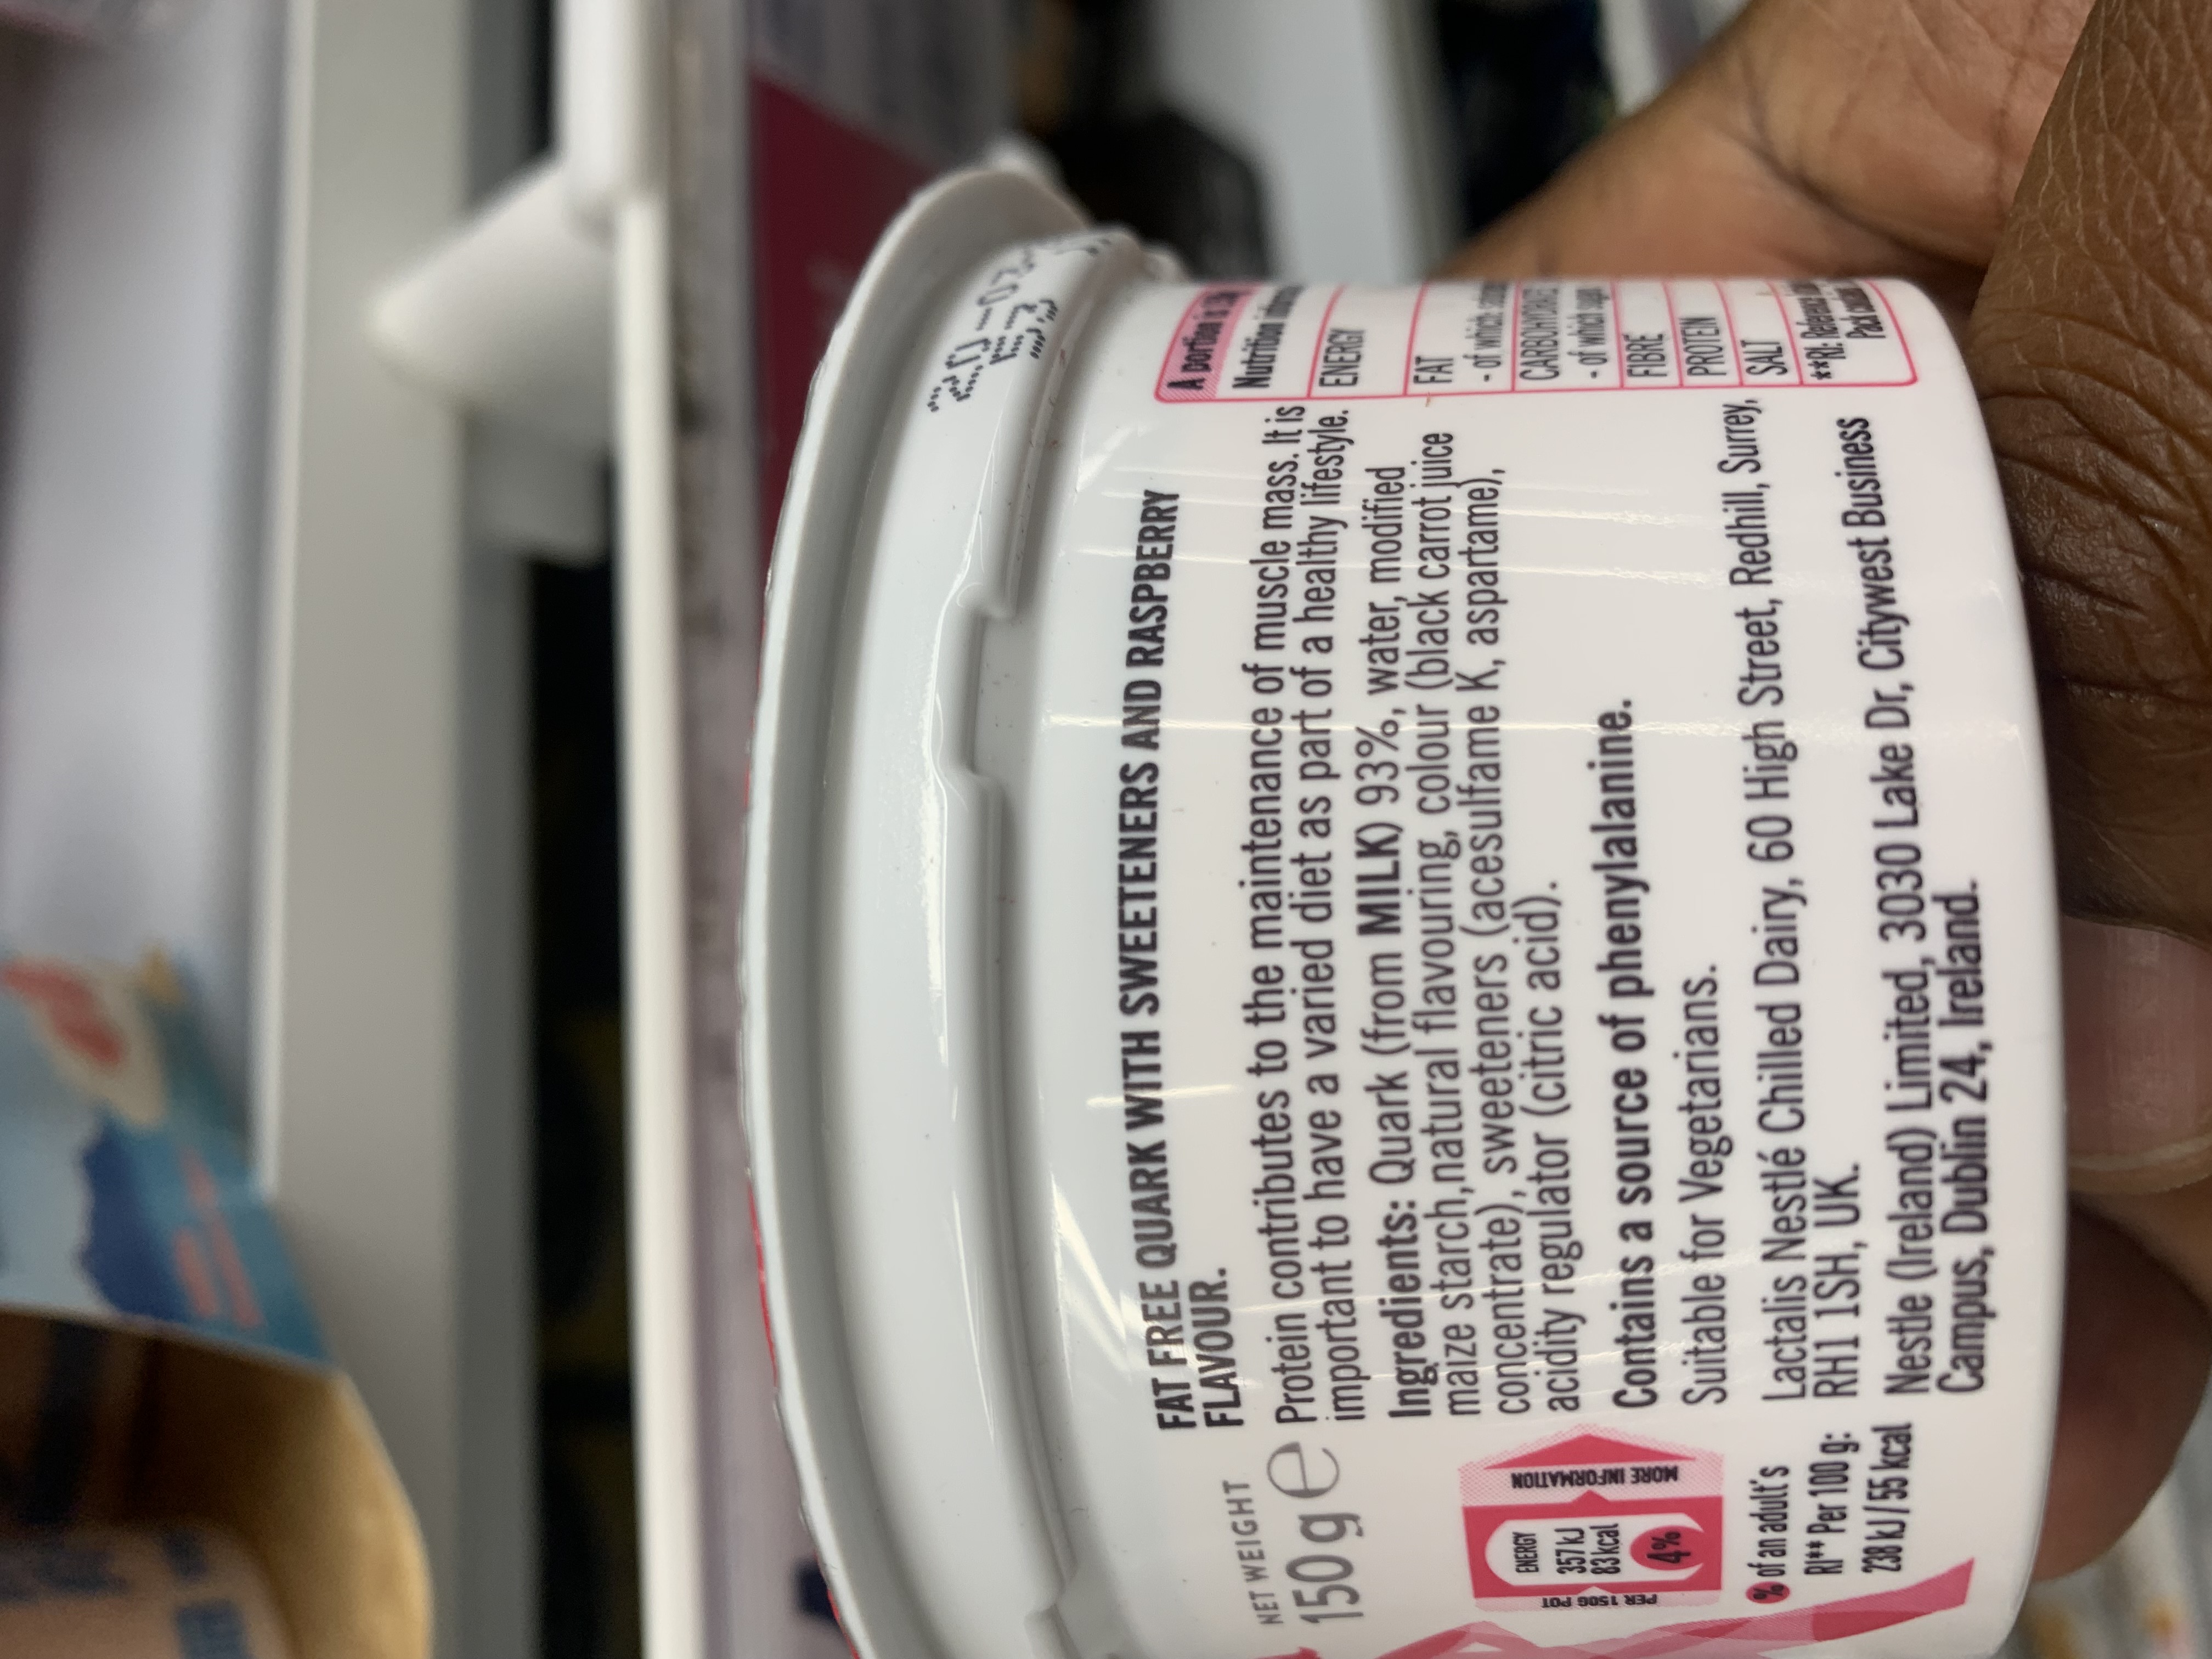 FAT FREE QUARK WITH SWEETENERS AND RASPBERRY
FLAVOUR.
NET WEIGHT
150 g e
Protein contributes to the maintenance of muscle mass. It is
important to have a varied diet as part of a healthy lifestyle.
Ingredients: Quark (from MILK) 93%, water, modified
maize starch,natural flavouring, colour (black carrot juice
concentrate), sweeteners (acesulfame K, aspartame),
acidity regulator (citric acid).
Contains a source of phenylalanine.
Suitable for Vegetarians.
Lactalis Nestlé Chilled Dairy, 60 High Street, Redhill, Surrey,
RH1 1SH, UK.
Nestle (Ireland) Limited, 3030 Lake Dr, Citywest Business
Campus, Dublin 24, Ireland.
PER 150G POT
ENERGY
357 kJ
83 kcal
4%
MORE INFORMATION
% of an adult's
RI** Per 100 g:
238 kJ / 55 kcal
A portion is
Nutrition
ENERGY
FAT
- of which
CARBOHYDRATE
- of which
FIBRE
PROTEIN
SALT
**RI: Reference
Pack